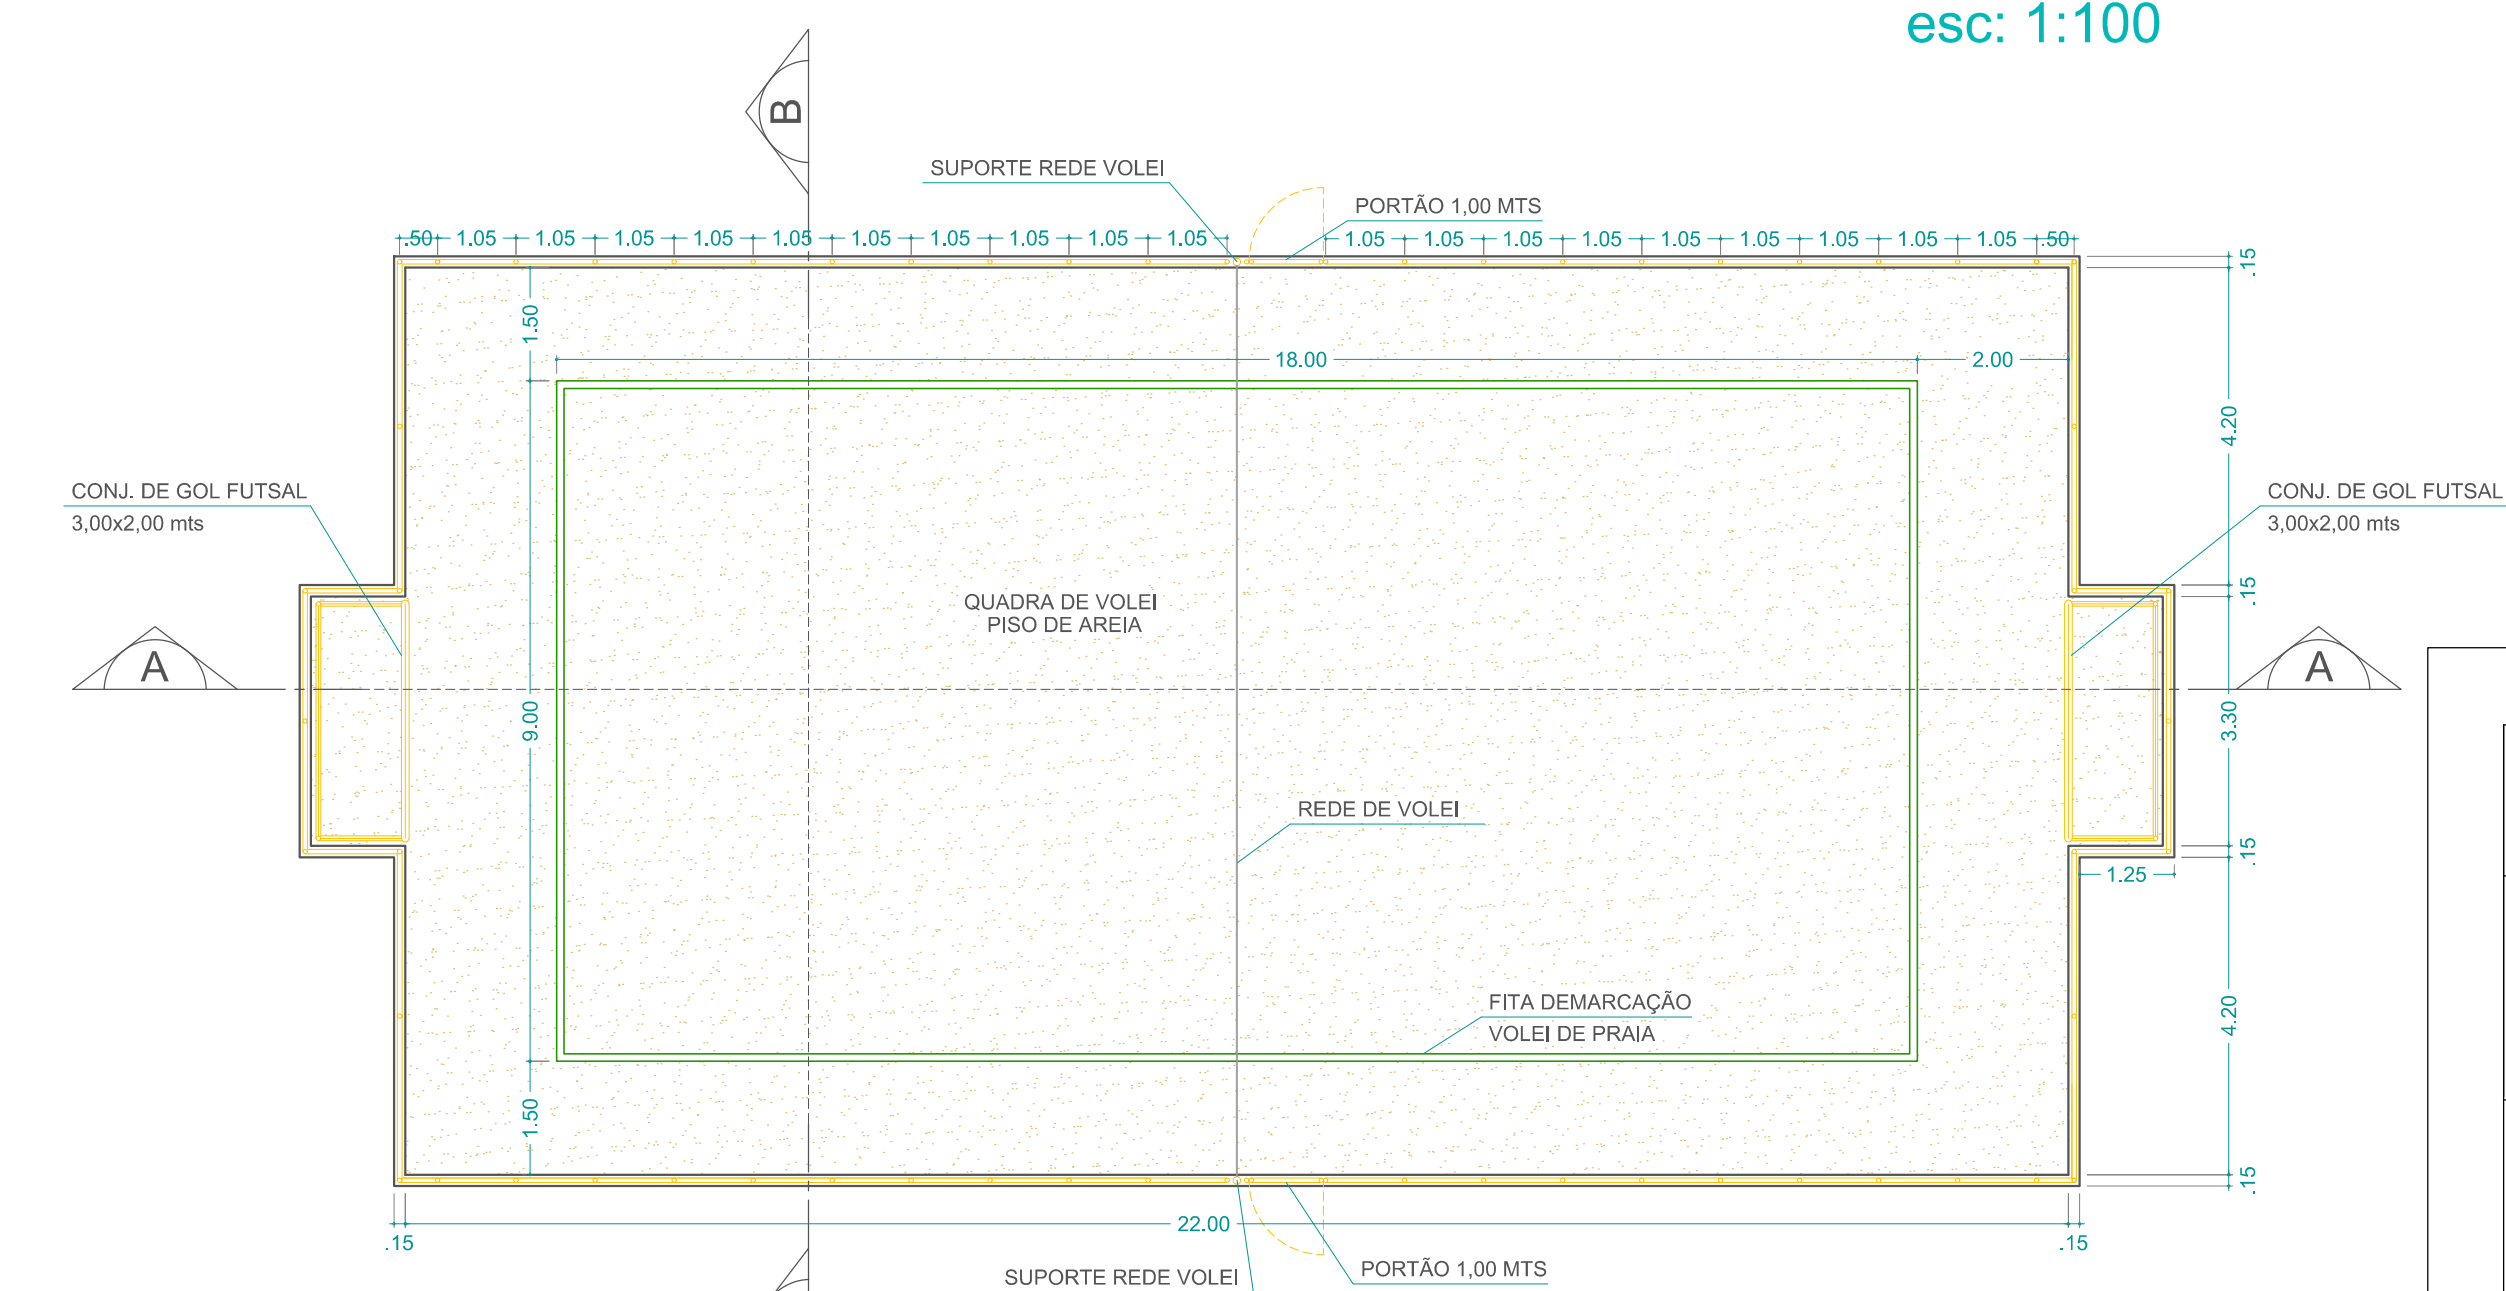 esc: 1:100
B
SUPORTE REDE VOLEI
PORTÃO 1,00 MTS
.50 1.05 1.05 1.05 1.05 1.05 1.05 1.05 1.05 1.05 1.05
1.05 1.05 1.05 1.05 1.05 1.05 1.05 1.05 1.05 .50
.15
1.50
18.00
2.00
4.20
CONJ. DE GOL FUTSAL
3,00x2,00 mts
CONJ. DE GOL FUTSAL
3,00x2,00 mts
.15
QUADRA DE VOLEI
PISO DE AREIA
A
A
9.00
3.30
REDE DE VOLEI
.15
1.25
FITA DEMARCAÇÃO
VOLEI DE PRAIA
4.20
1.50
.15
22.00
.15
.15
SUPORTE REDE VOLEI
PORTÃO 1,00 MTS